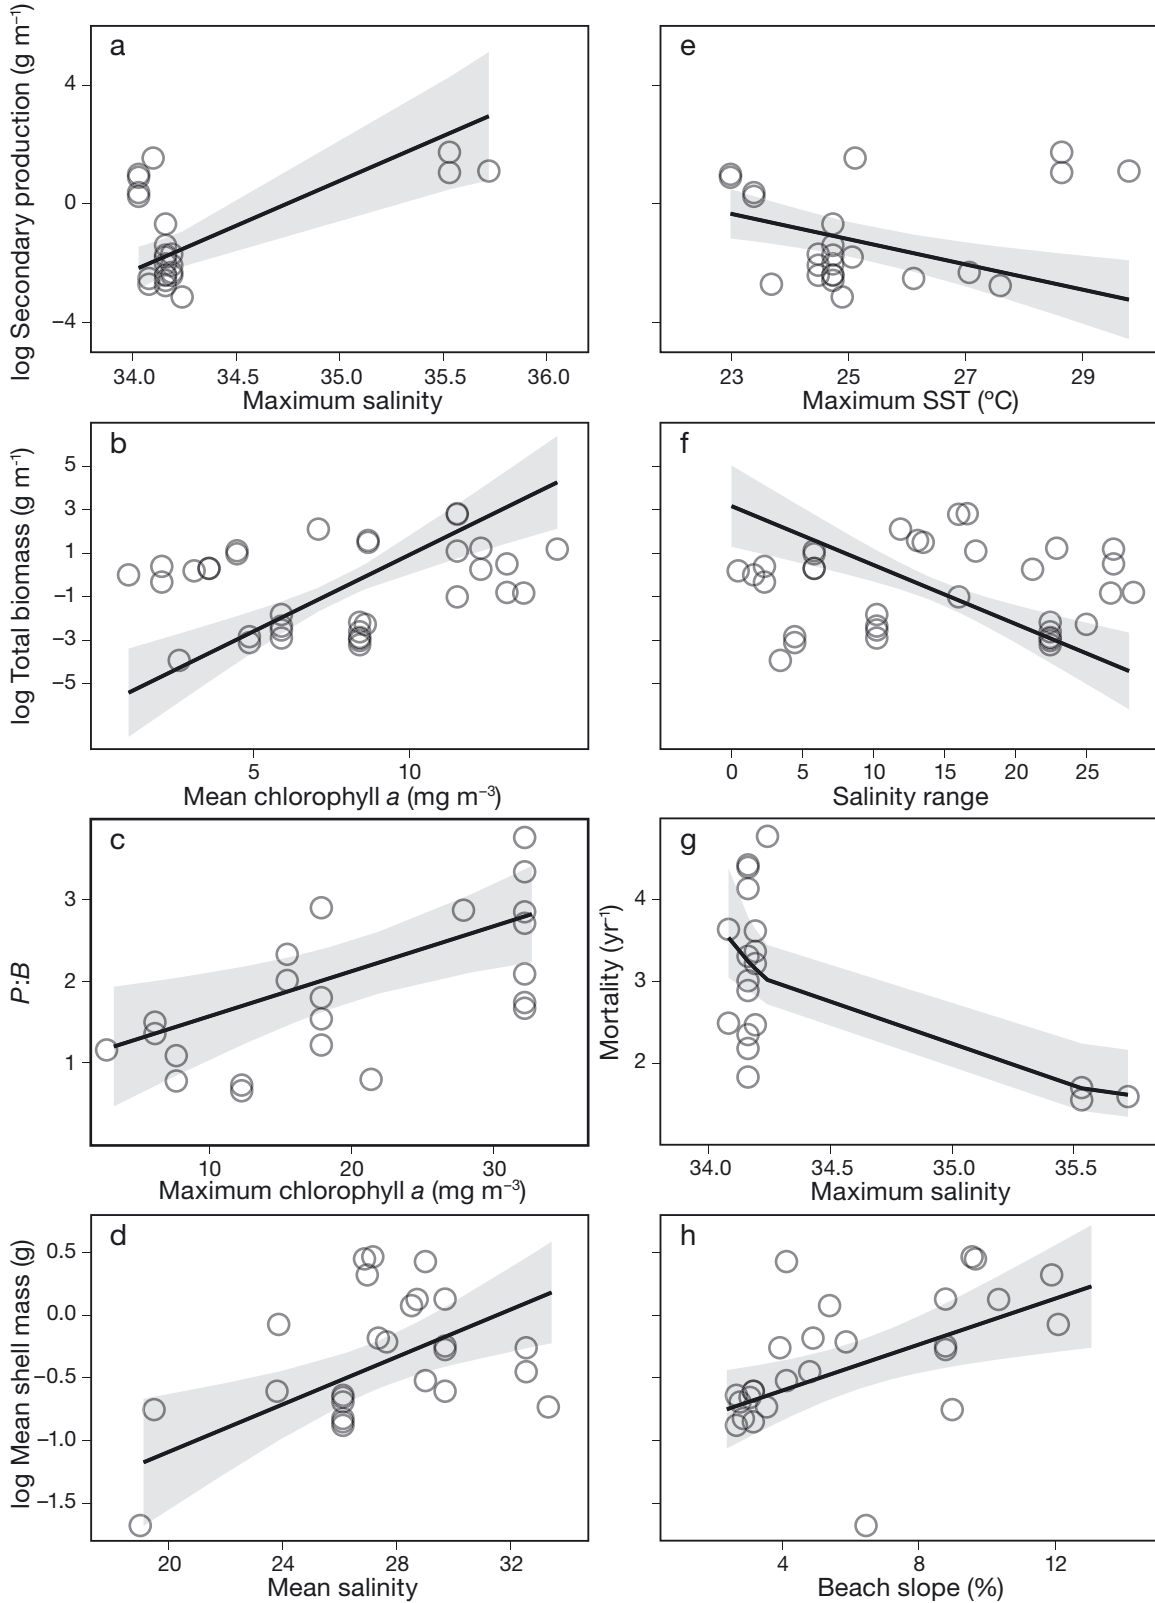 a
log Secondary production (g m⁻¹)
4
0
−4
34.0 34.5 35.0 35.5 36.0
Maximum salinity
e
23 25 27 29
Maximum SST (°C)
b
log Total biomass (g m⁻¹)
5
3
1
−1
−3
−5
5 10
Mean chlorophyll a (mg m⁻³)
f
0 5 10 15 20 25
Salinity range
c
P:B
3
2
1
10 20 30
Maximum chlorophyll a (mg m⁻³)
g
Mortality (yr⁻¹)
4
3
2
34.0 34.5 35.0 35.5
Maximum salinity
d
log Mean shell mass (g)
0.5
0.0
−0.5
−1.0
−1.5
20 24 28 32
Mean salinity
h
4 8 12
Beach slope (%)